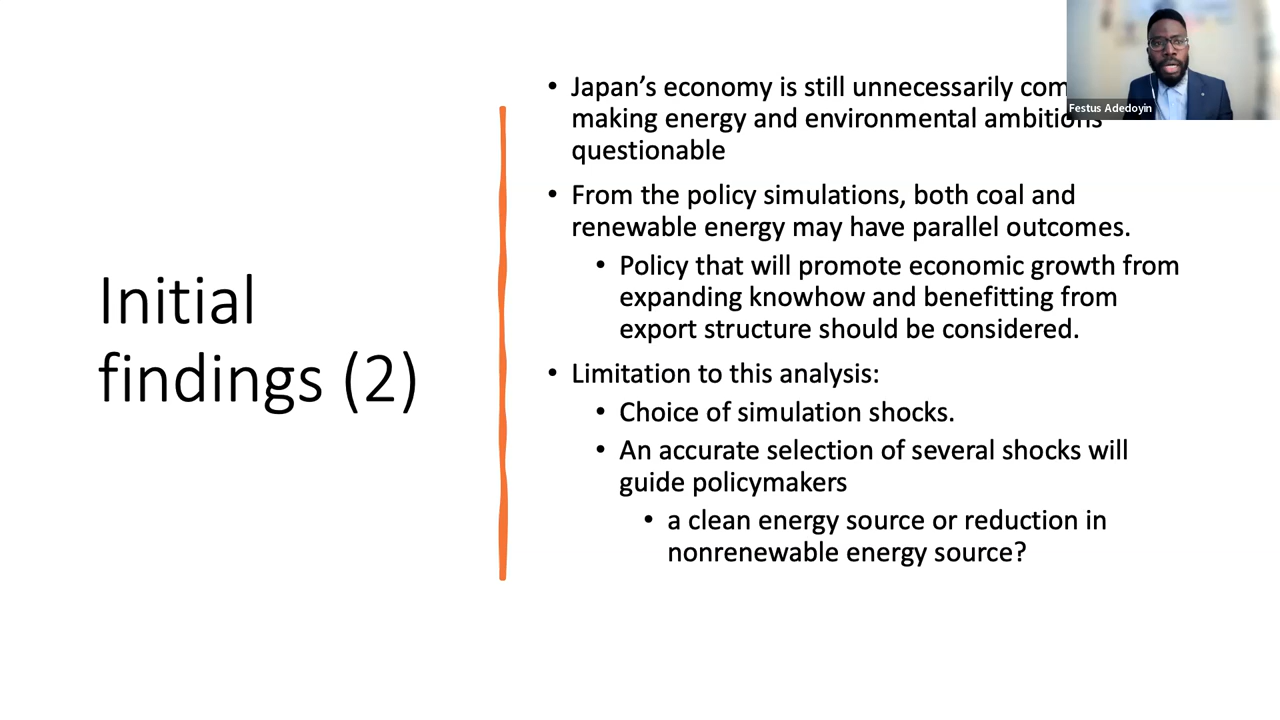 Japan’s economy is still unnecessarily
making energy and environmental ambitions
questionable
• From the policy simulations, both coal and
renewable energy may have parallel outcomes.
• Policy that will promote economic growth from
expanding knowhow and benefitting from
export structure should be considered.
• Limitation to this analysis:
• Choice of simulation shocks.
• An accurate selection of several shocks will
guide policymakers
• a clean energy source or reduction in
nonrenewable energy source?
Initial
findings (2)
Festus Adedoyin